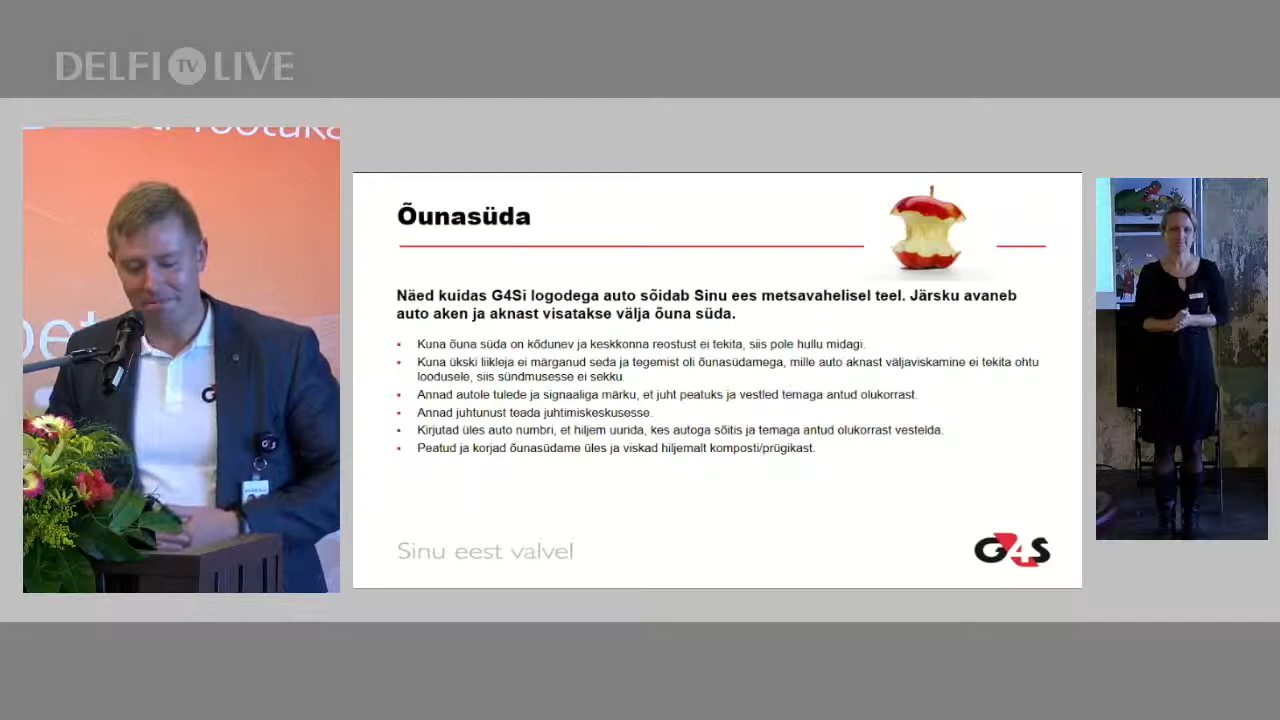 DELFI TV LIVE
Õunasüda
Näed kuidas G4Si logodega auto sõidab Sinu ees metsavahelisel teel. Järsku avaneb
auto aken ja aknast visatakse välja õuna süda.
Kuna õuna süda on kõdunev ja keskkonna reostust ei tekita, siis pole hullu midagi.
Kuna ükski liikleja ei märganud seda ja tegemist oli õunasüdamega, mille auto aknast väljaviskamine ei tekita ohtu
loodusele, siis sündmusesse ei sekku.
Annad autole tulede ja signaaliga märku, et juht peatuks ja vestled temaga antud olukorrast.
Annad juhtunust teada juhtimiskeskusesse.
Kirjutad üles auto numbri, et hiljem uurida, kes autoga sõitis ja temaga antud olukorrast vestelda.
Peatud ja korjad õunasüdame üles ja viskad hiljemalt komposti/prügikast.
Sinu eest valvel
G4S